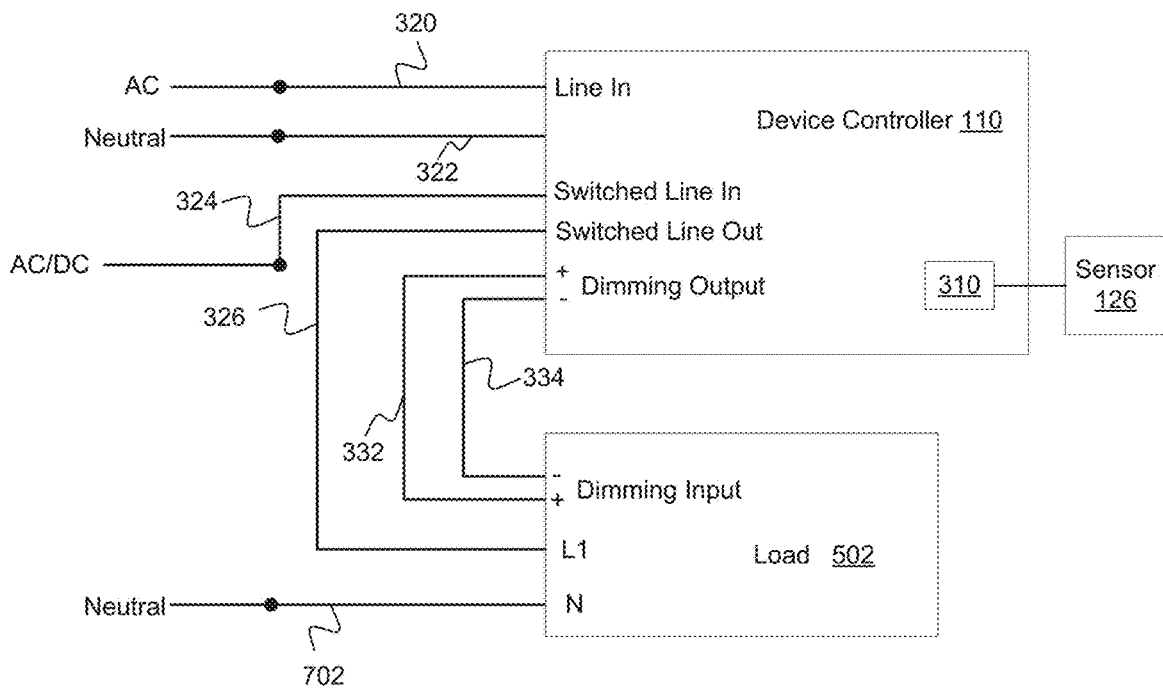 320
AC
Line In
Device Controller 110
Neutral
322
324
Switched Line In
Switched Line Out
AC/DC
+
Dimming Output
-
310
Sensor
126
326
334
332
-
Dimming Input
+
L1
Load 502
Neutral
N
702